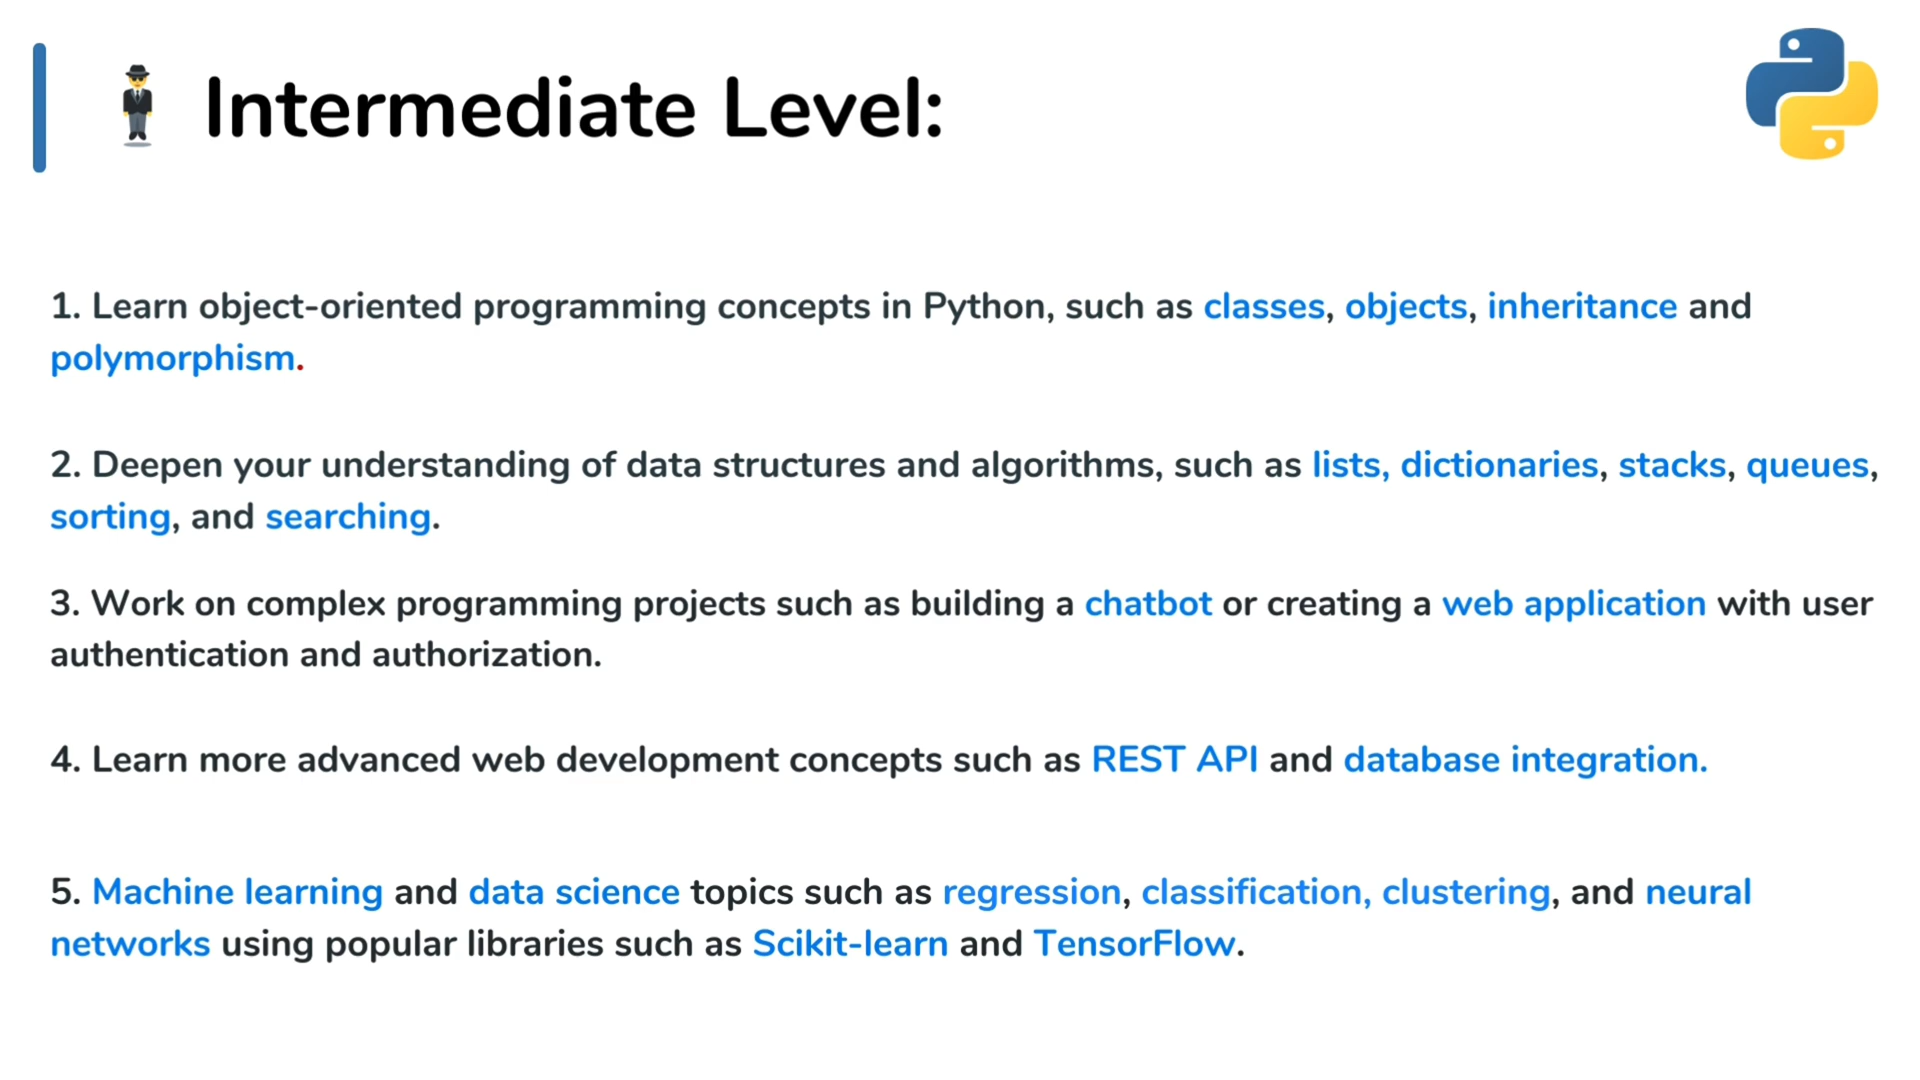 Intermediate Level:
1. Learn object-oriented programming concepts in Python, such as classes, objects, inheritance and
polymorphism.
2. Deepen your understanding of data structures and algorithms, such as lists, dictionaries, stacks, queues,
sorting, and searching.
3. Work on complex programming projects such as building a chatbot or creating a web application with user
authentication and authorization.
4. Learn more advanced web development concepts such as REST API and database integration.
5. Machine learning and data science topics such as regression, classification, clustering, and neural
networks using popular libraries such as Scikit-learn and TensorFlow.